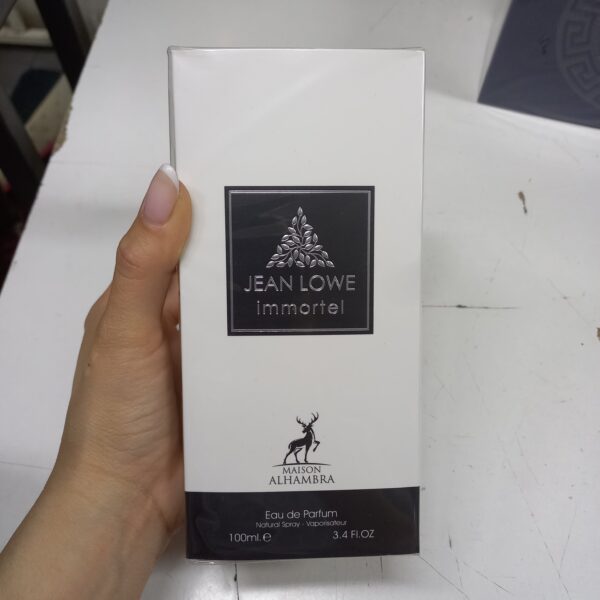 JEAN LOWE
immortel
MAISON
ALHAMBRA
Eau de Parfum
Natural Spray - Vaporisateur
100ml.e 3.4 Fl.OZ